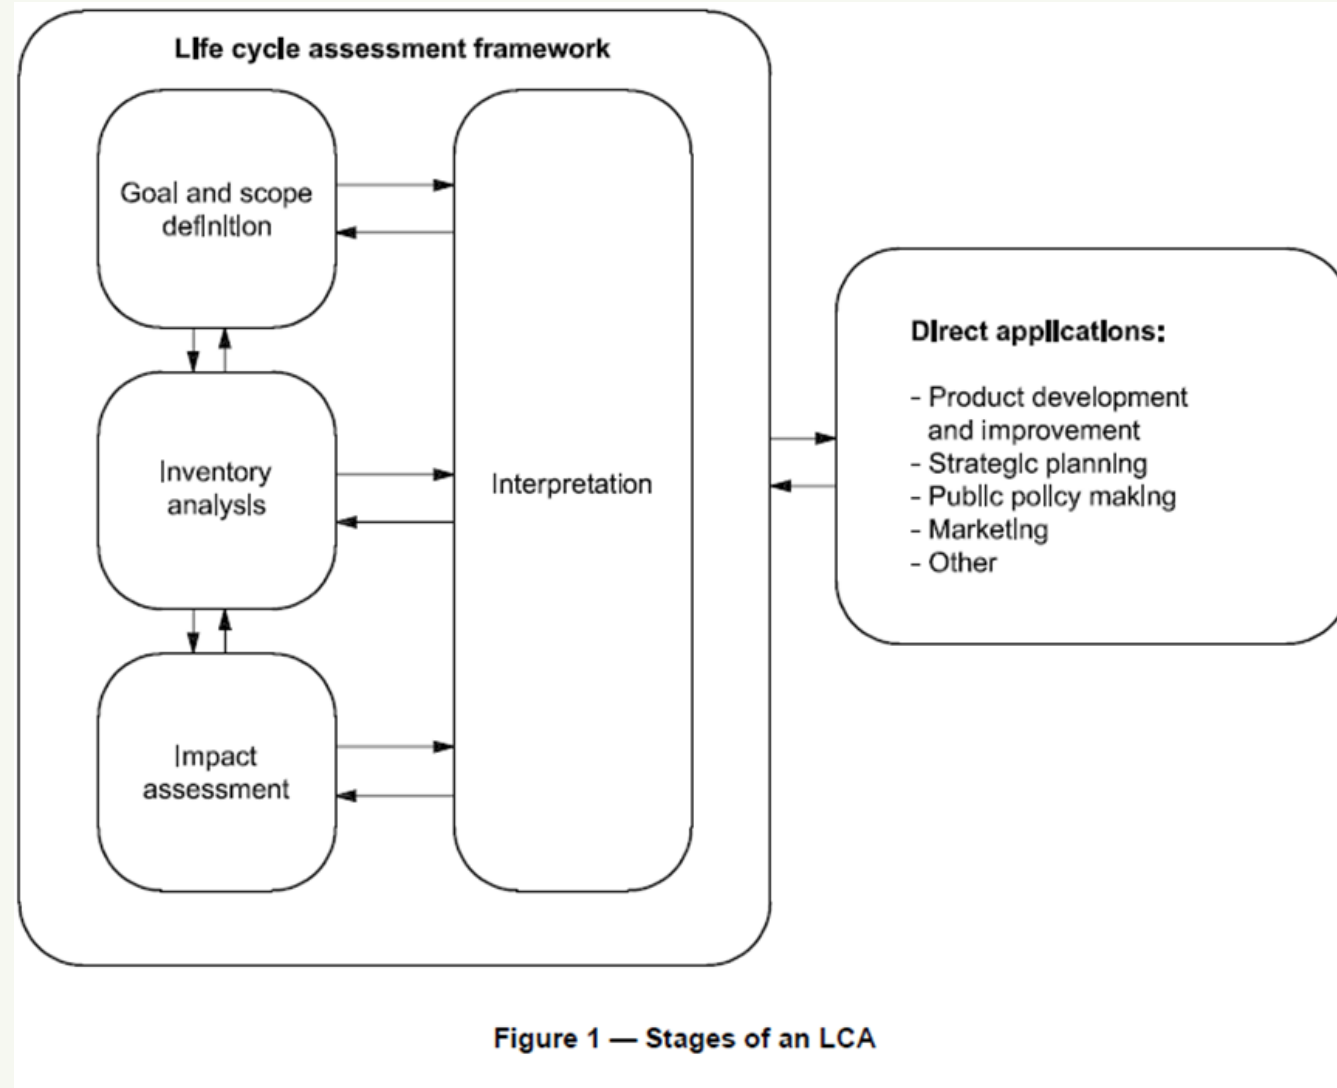 Life cycle assessment framework
Goal and scope
definition
Inventory
analysis
Impact
assessment
Interpretation
Direct applications:
- Product development
and improvement
- Strategic planning
- Public policy making
- Marketing
- Other
Figure 1 — Stages of an LCA